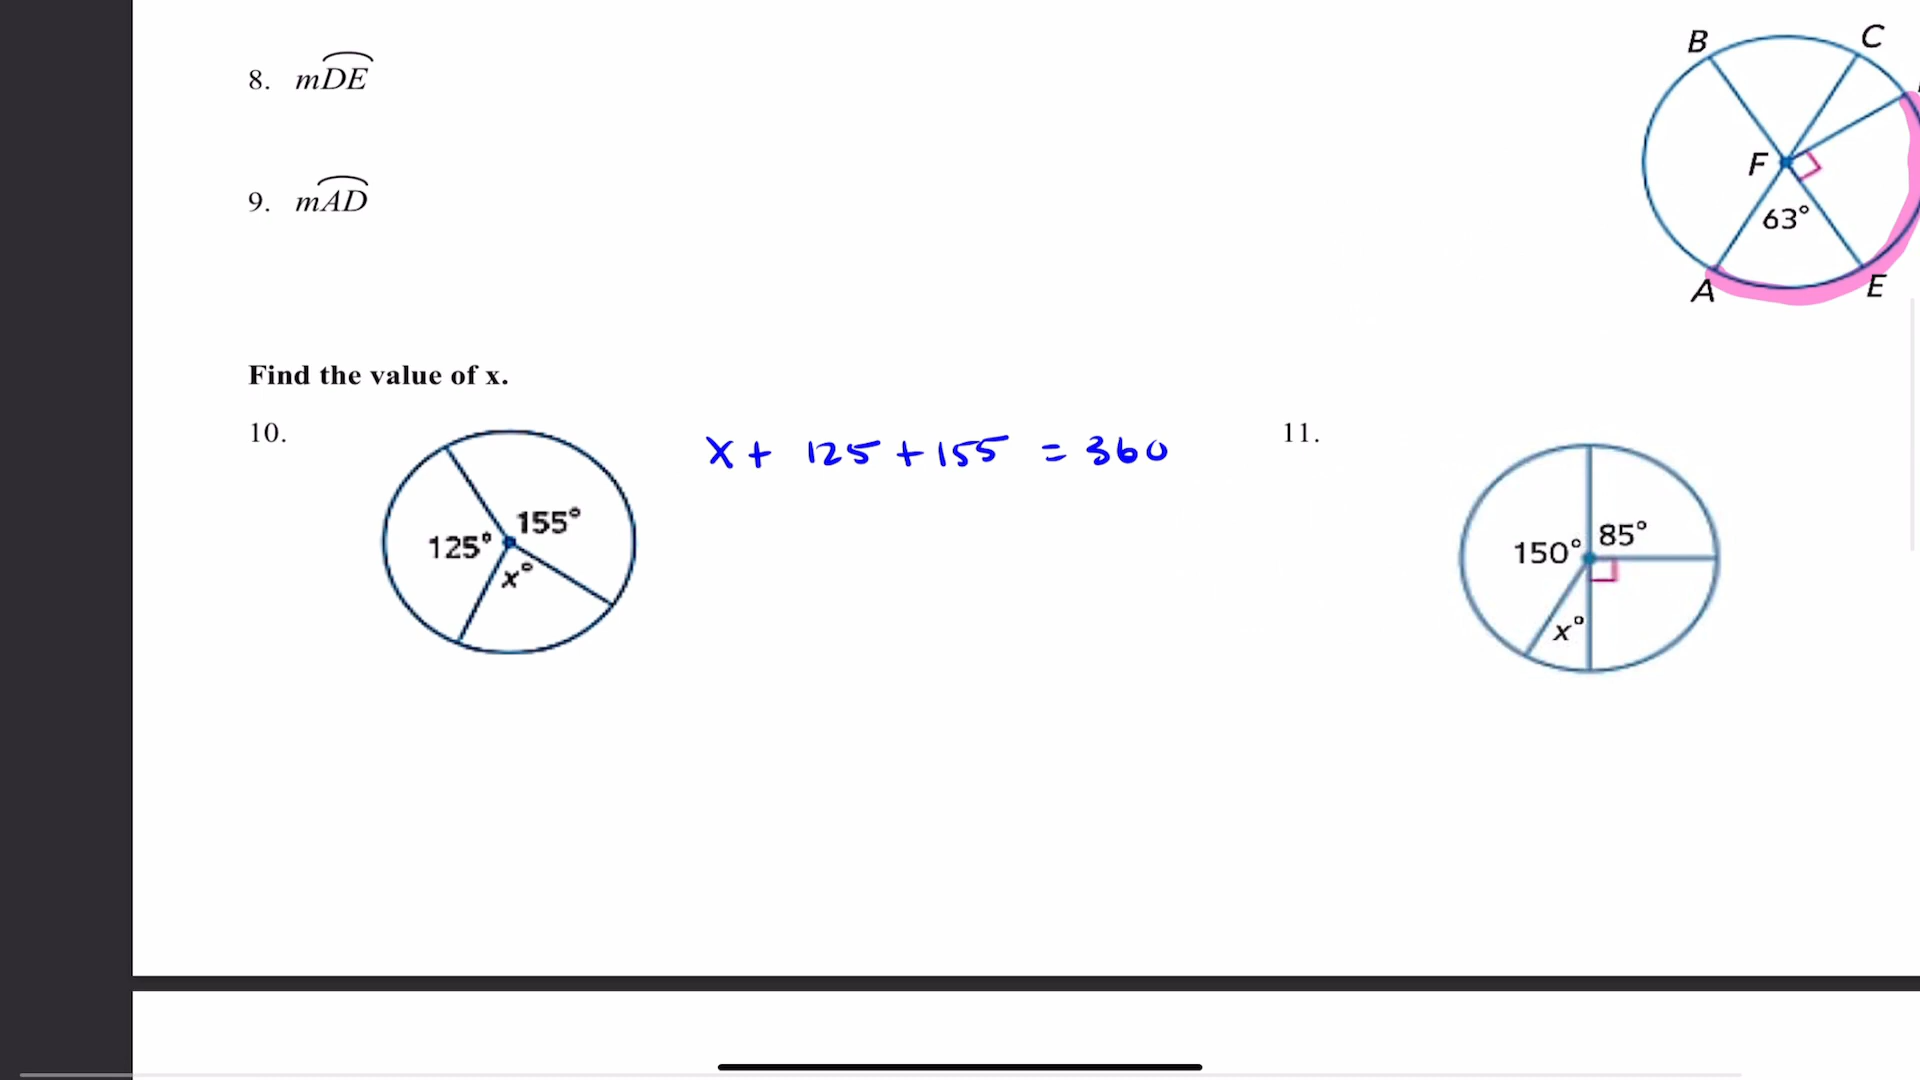 B C
8. mDE
F
9. mAD
63°
A E
Find the value of x.
10. x + 125 + 155 = 360 11.
155°
125°
x°
85°
150°
x°